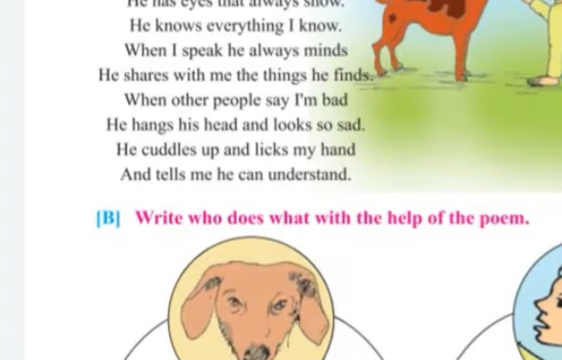 He has eyes that always show.
He knows everything I know.
When I speak he always minds
He shares with me the things he finds.
When other people say I'm bad
He hangs his head and looks so sad.
He cuddles up and licks my hand
And tells me he can understand.
[B] Write who does what with the help of the poem.